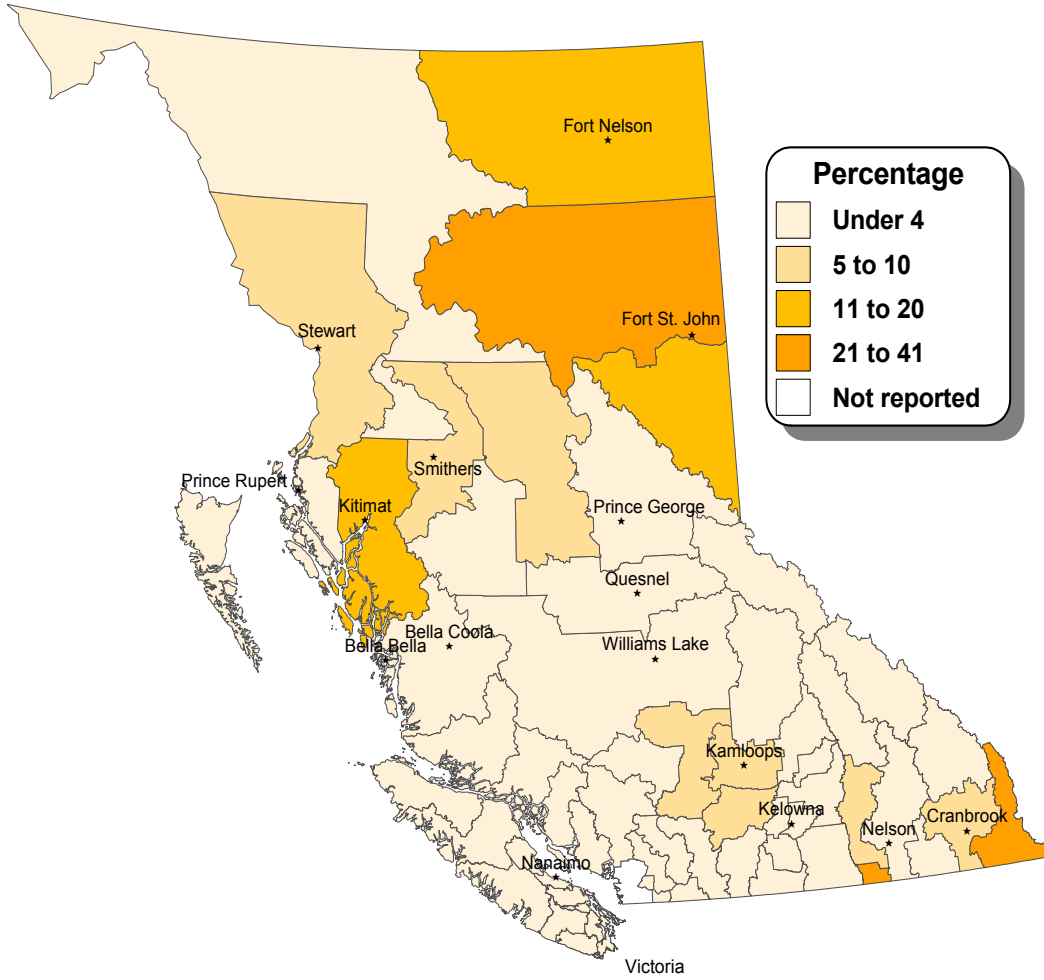 Fort Nelson
Percentage
Under 4
5 to 10
11 to 20
21 to 41
Not reported
Fort St. John
Stewart
Smithers
Prince Rupert
Kitimat
Prince George
Quesnel
Bella Coola
Bella Bella
Williams Lake
Kamloops
Kelowna
Nelson
Cranbrook
Nanaimo
Victoria